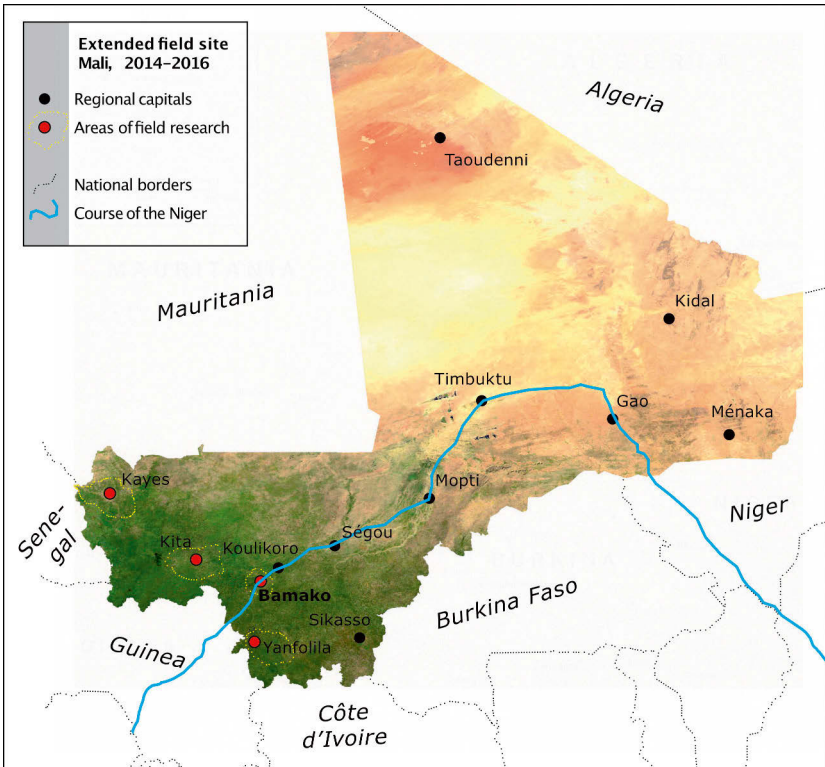 Extended field site
Mali, 2014–2016
Regional capitals
Areas of field research
National borders
Course of the Niger
Algeria
Taoudenni
MAURITANIA
Mauritania
Kidal
Timbuktu
Gao
Ménaka
Kayes
Mopti
Niger
Sene-
gal
Kita
Koulikoro
Ségou
BURKINA
Bamako
Burkina Faso
Sikasso
Guinea
Yanfolila
Côte
d’Ivoire